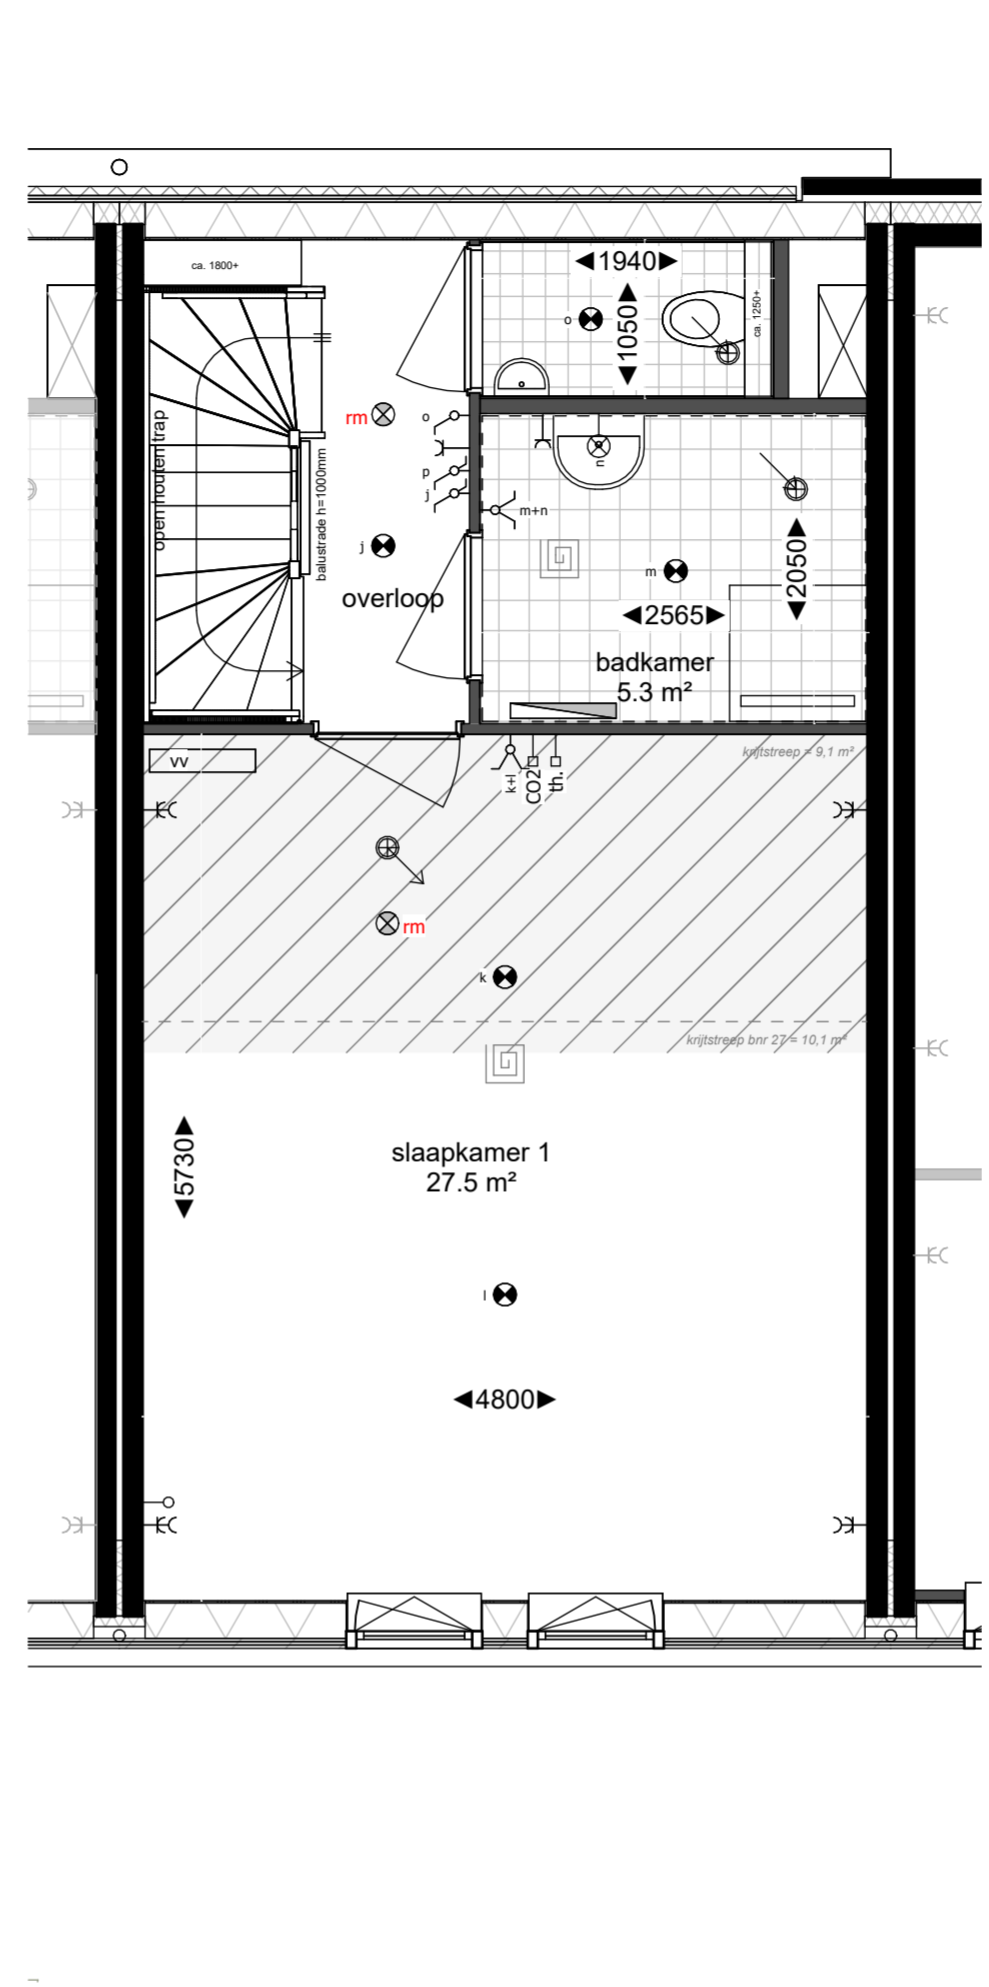 ca. 1800+
1940
1050
o
ca. 1250+
rm
o
p
j
n
m+n
open houten trap
balustrade h=1000mm
j
overloop
m
2050
2565
badkamer
5.3 m²
vv
k+l
CO2
th.
krijtstreep = 9,1 m²
rm
k
krijtstreep bnr 27 = 10,1 m²
slaapkamer 1
27.5 m²
5730
l
4800